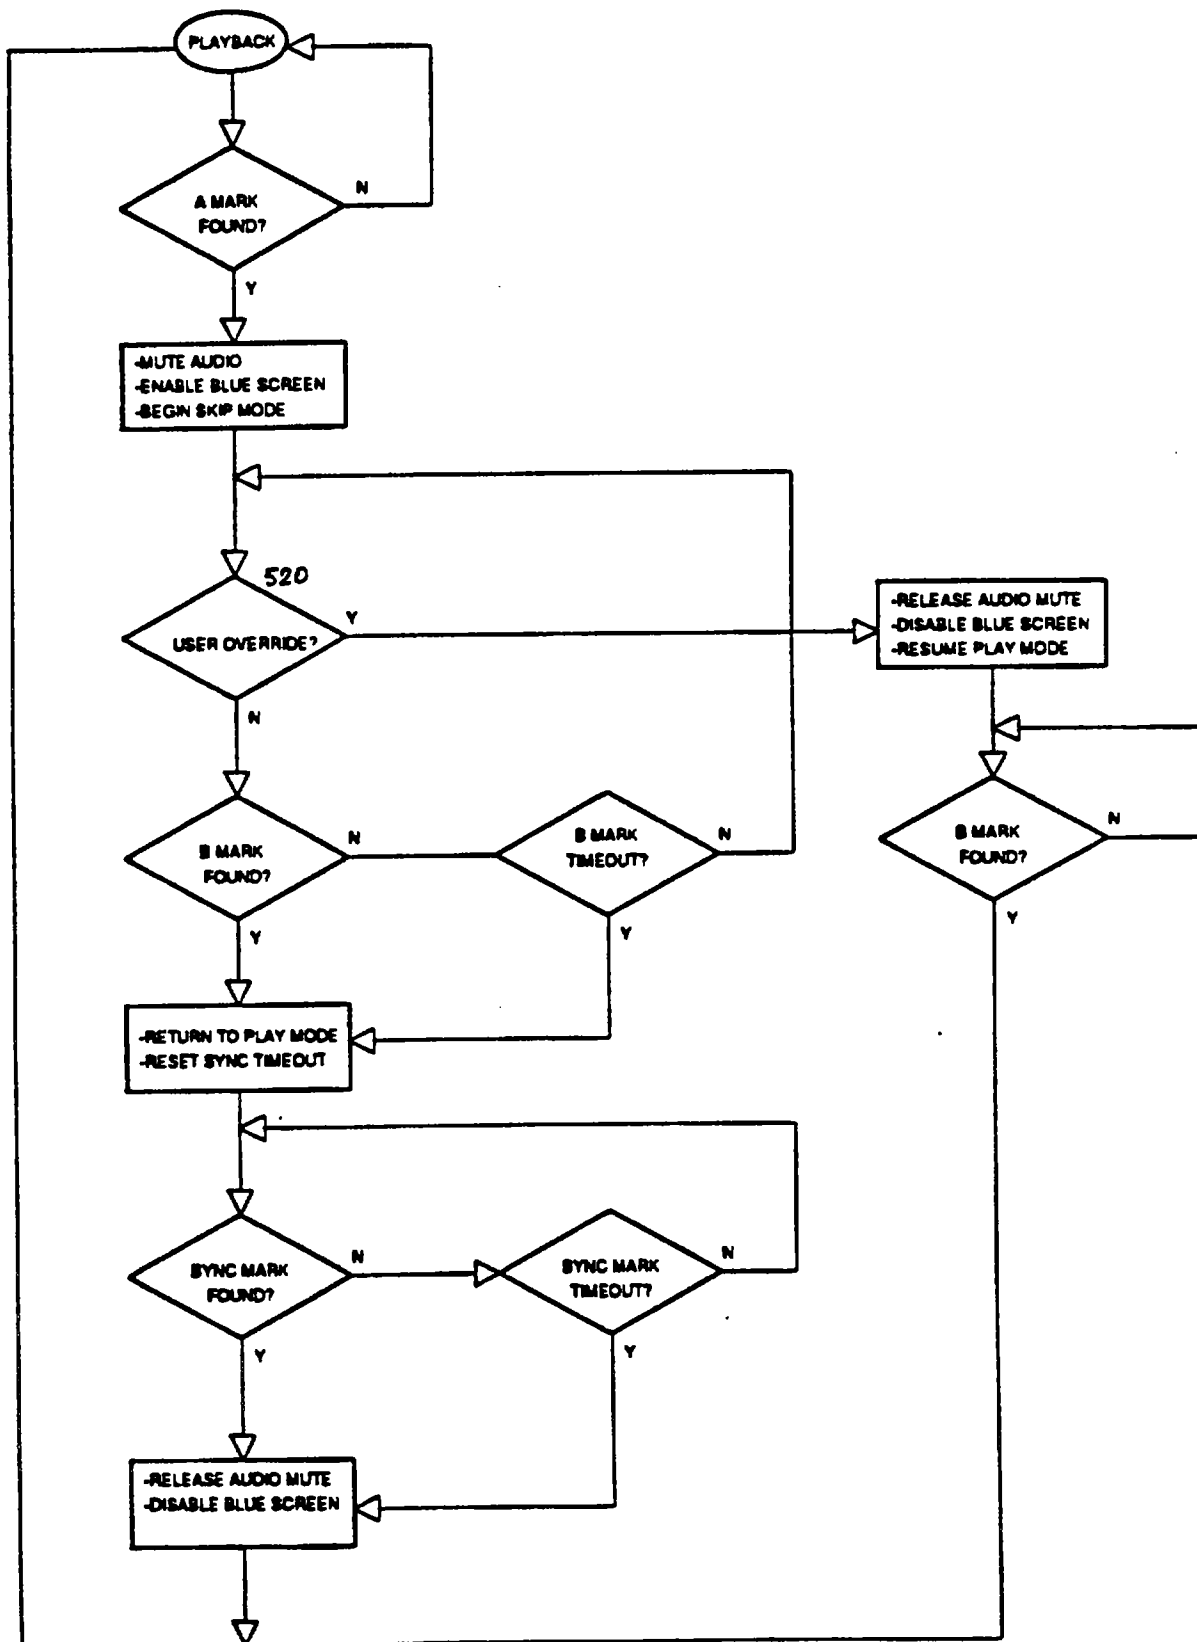 PLAYBACK
A MARK
FOUND?
N
Y
-MUTE AUDIO
-ENABLE BLUE SCREEN
-BEGIN SKIP MODE
520
USER OVERRIDE?
Y
N
-RELEASE AUDIO MUTE
-DISABLE BLUE SCREEN
-RESUME PLAY MODE
B MARK
FOUND?
N
Y
B MARK
TIMEOUT?
N
Y
B MARK
FOUND?
N
Y
-RETURN TO PLAY MODE
-RESET SYNC TIMEOUT
SYNC MARK
FOUND?
N
Y
SYNC MARK
TIMEOUT?
N
Y
-RELEASE AUDIO MUTE
-DISABLE BLUE SCREEN